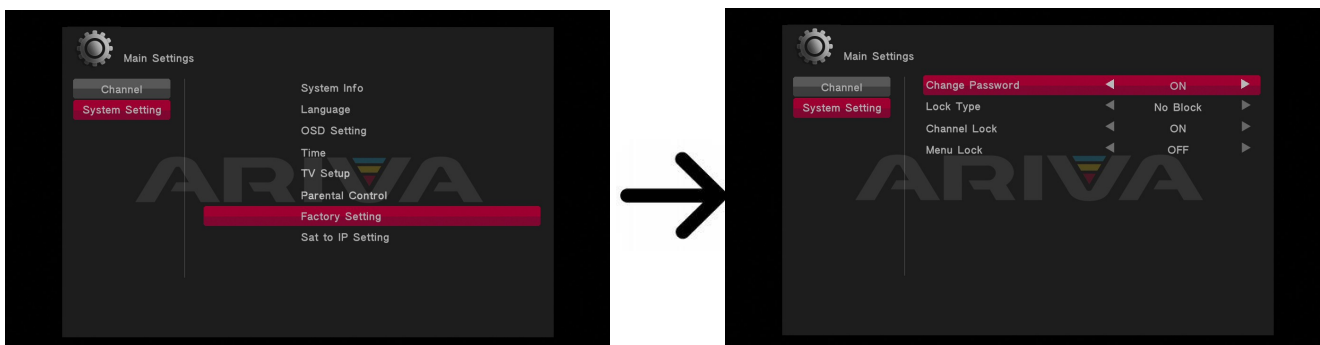 Main Settings
Channel
System Setting
System Info
Language
OSD Setting
Time
TV Setup
Parental Control
Factory Setting
Sat to IP Setting
ARIVA
Main Settings
Channel
System Setting
Change Password ON
Lock Type No Block
Channel Lock ON
Menu Lock OFF
ARIVA